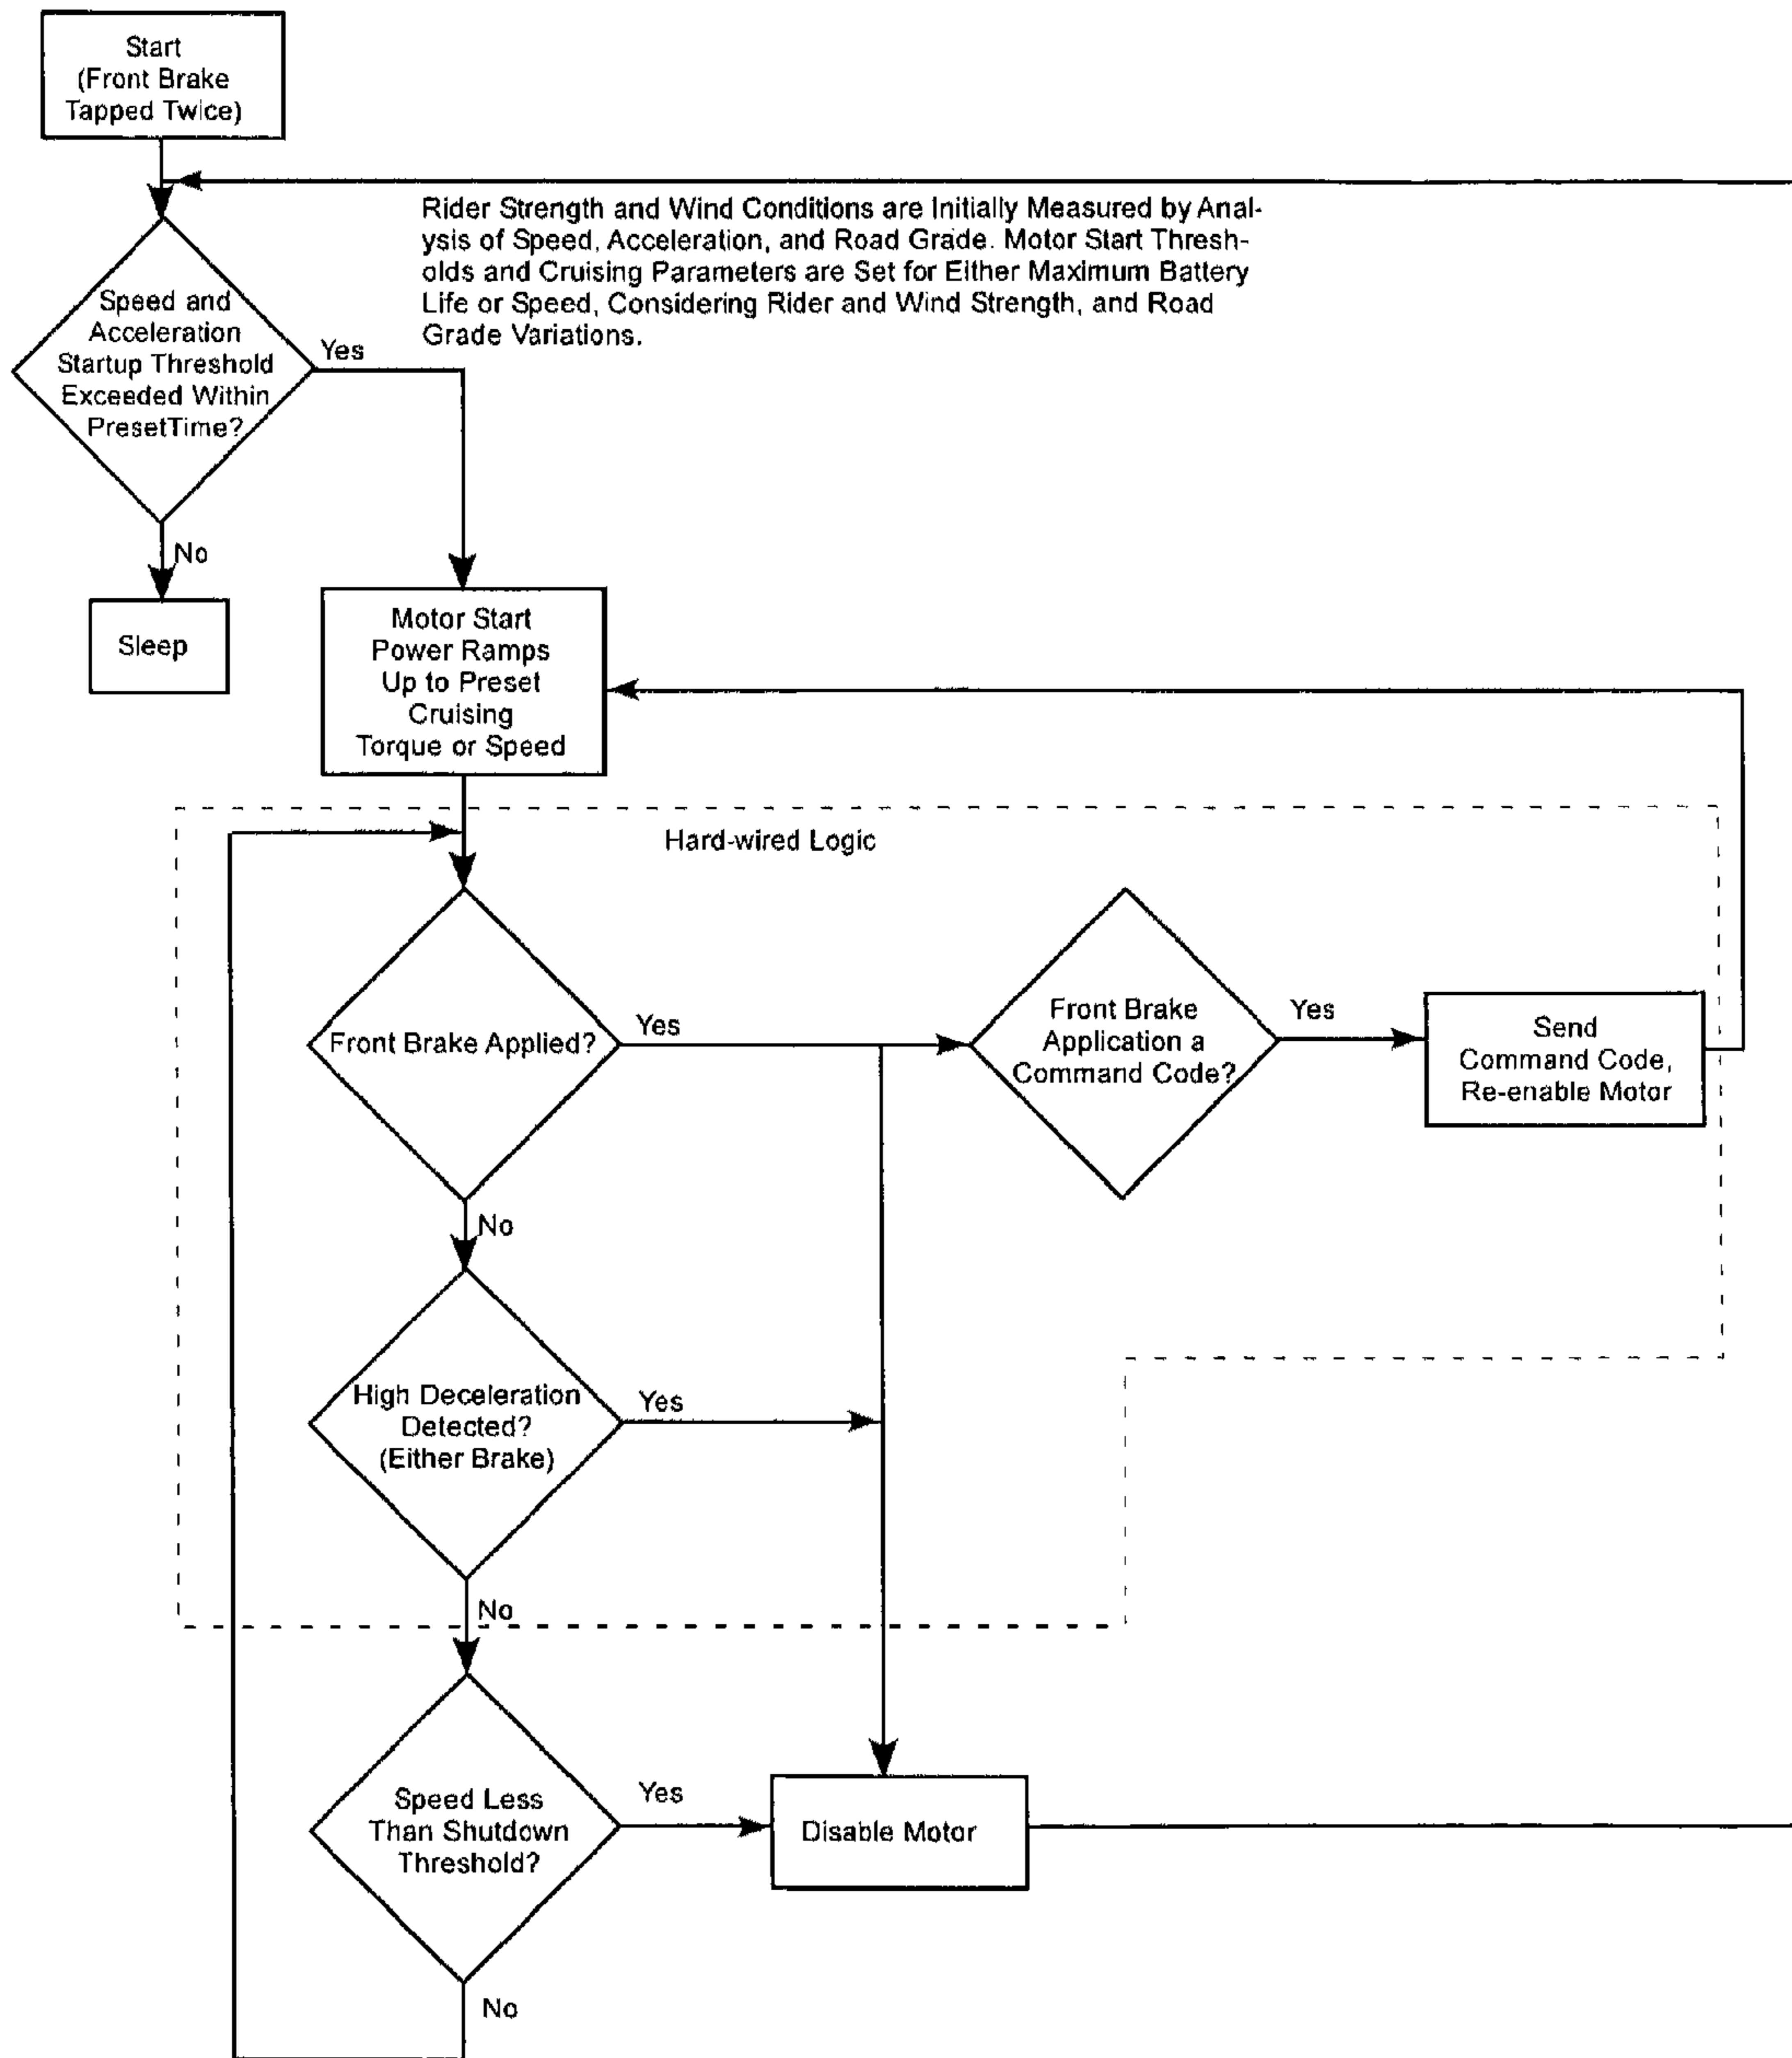 Start
(Front Brake
Tapped Twice)
Rider Strength and Wind Conditions are Initially Measured by Anal-
ysis of Speed, Acceleration, and Road Grade. Motor Start Thresh-
olds and Cruising Parameters are Set for Either Maximum Battery
Life or Speed, Considering Rider and Wind Strength, and Road
Grade Variations.
Speed and
Acceleration
Startup Threshold
Exceeded Within
PresetTime?
Yes
No
Sleep
Motor Start
Power Ramps
Up to Preset
Cruising
Torque or Speed
Hard-wired Logic
Front Brake Applied?
Yes
Front Brake
Application a
Command Code?
Yes
Send
Command Code,
Re-enable Motor
No
High Deceleration
Detected?
(Either Brake)
Yes
No
Speed Less
Than Shutdown
Threshold?
Yes
Disable Motor
No